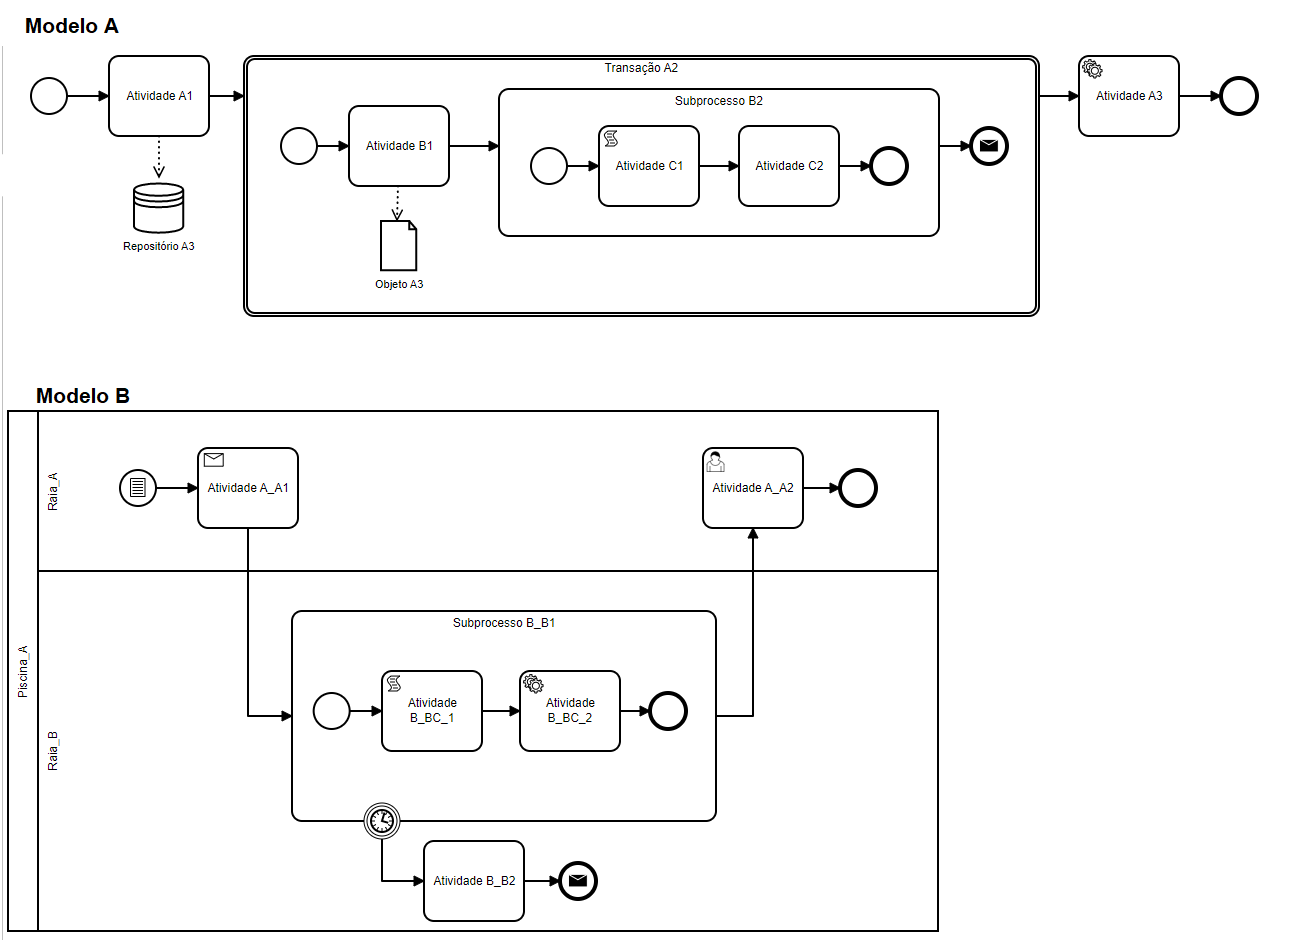 Modelo A
Transação A2
Atividade A1
Subprocesso B2
Atividade A3
Atividade B1
Atividade C1
Atividade C2
Repositório A3
Objeto A3
Modelo B
Piscina_A
Raia_A
Atividade A_A1
Atividade A_A2
Raia_B
Subprocesso B_B1
Atividade
B_BC_1
Atividade
B_BC_2
Atividade B_B2